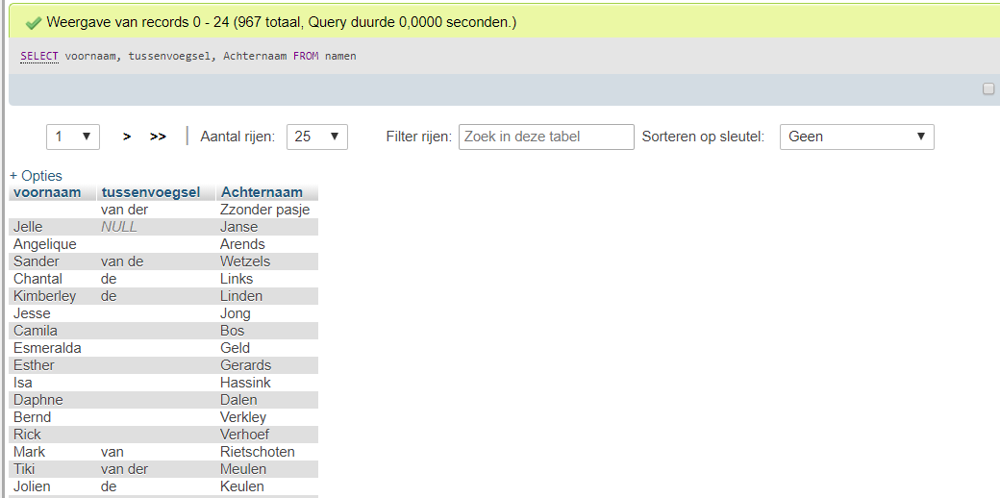 Weergave van records 0 - 24 (967 totaal, Query duurde 0,0000 seconden.)
SELECT voornaam, tussenvoegsel, Achternaam FROM namen
1 > >> | Aantal rijen: 25 Filter rijen: Zoek in deze tabel Sorteren op sleutel: Geen
+ Opties
voornaam tussenvoegsel Achternaam
van der Zzonder pasje
Jelle NULL Janse
Angelique Arends
Sander van de Wetzels
Chantal de Links
Kimberley de Linden
Jesse Jong
Camila Bos
Esmeralda Geld
Esther Gerards
Isa Hassink
Daphne Dalen
Bernd Verkley
Rick Verhoef
Mark van Rietschoten
Tiki van der Meulen
Jolien de Keulen